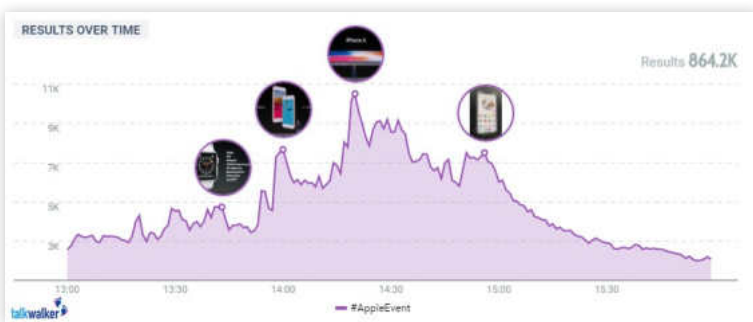 RESULTS OVER TIME
iPhone X
Results 864.2K
11K
9K
7K
5K
3K
13:00 13:30 14:00 14:30 15:00 15:30
talkwalker
#AppleEvent